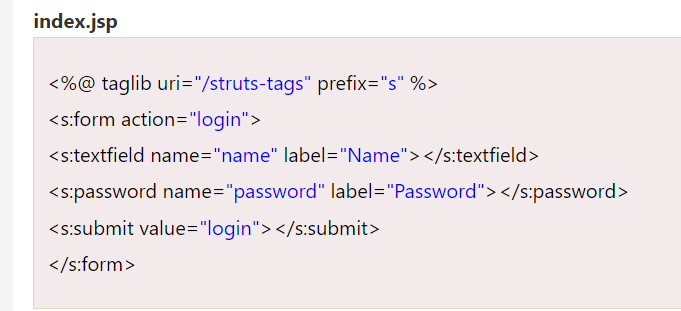 index.jsp
<%@ taglib uri="/struts-tags" prefix="s" %>
<s:form action="login">
<s:textfield name="name" label="Name"></s:textfield>
<s:password name="password" label="Password"></s:password>
<s:submit value="login"></s:submit>
</s:form>